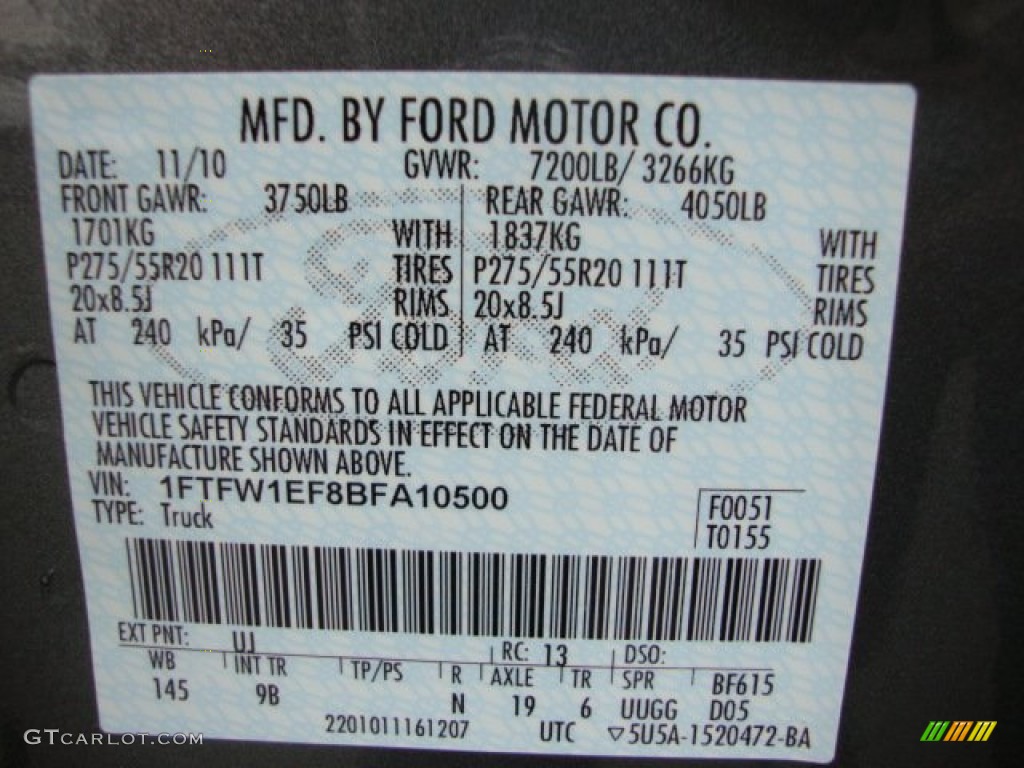 MFD. BY FORD MOTOR CO.
DATE: 11/10 GVWR: 7200LB/ 3266KG
FRONT GAWR: 3750LB REAR GAWR: 4050LB
1701KG WITH 1837KG WITH
P275/55R20 111T TIRES P275/55R20 111T TIRES
20x8.5J RIMS 20x8.5J RIMS
AT 240 kPa/ 35 PSI COLD AT 240 kPa/ 35 PSI COLD
THIS VEHICLE CONFORMS TO ALL APPLICABLE FEDERAL MOTOR
VEHICLE SAFETY STANDARDS IN EFFECT ON THE DATE OF
MANUFACTURE SHOWN ABOVE.
VIN: 1FTFW1EF8BFA10500
TYPE: Truck
F0051
T0155
EXT PNT: UJ RC: 13 DSO:
WB INT TR TP/PS R AXLE TR SPR BF615
145 9B N 19 6 UUGG D05
2201011161207 UTC ▽5U5A-1520472-BA
GTCarLot.com